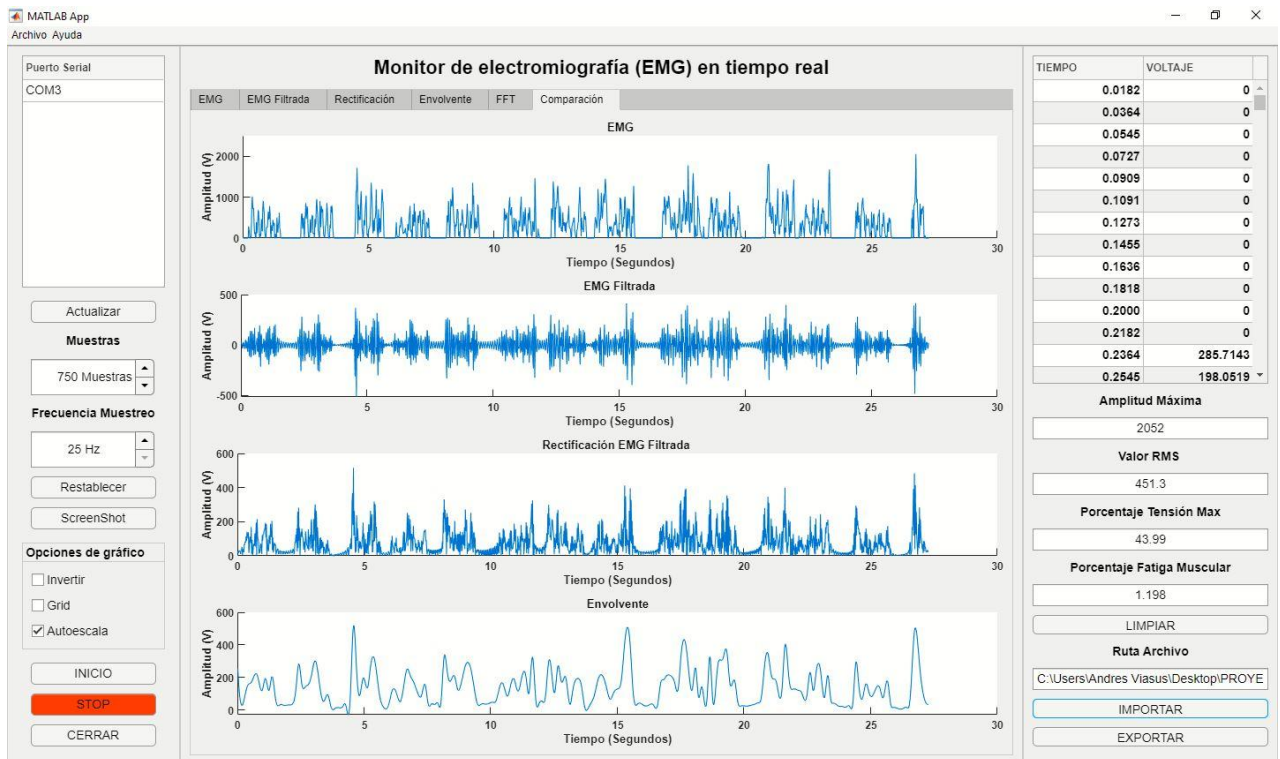 MATLAB App
Archivo Ayuda
Puerto Serial
COM3
Actualizar
Muestras
750 Muestras
Frecuencia Muestreo
25 Hz
Restablecer
ScreenShot
Opciones de gráfico
Invertir
Grid
Autoescala
INICIO
STOP
CERRAR
Monitor de electromiografía (EMG) en tiempo real
EMG EMG Filtrada Rectificación Envolvente FFT Comparación
EMG
Amplitud (V)
2000
1000
0
0 5 10 15 20 25 30
Tiempo (Segundos)
EMG Filtrada
Amplitud (V)
500
0
-500
0 5 10 15 20 25 30
Tiempo (Segundos)
Rectificación EMG Filtrada
Amplitud (V)
600
400
200
0
0 5 10 15 20 25 30
Tiempo (Segundos)
Envolvente
Amplitud (V)
600
400
200
0
0 5 10 15 20 25 30
Tiempo (Segundos)
TIEMPO VOLTAJE
0.0182 0
0.0364 0
0.0545 0
0.0727 0
0.0909 0
0.1091 0
0.1273 0
0.1455 0
0.1636 0
0.1818 0
0.2000 0
0.2182 0
0.2364 285.7143
0.2545 198.0519
Amplitud Máxima
2052
Valor RMS
451.3
Porcentaje Tensión Max
43.99
Porcentaje Fatiga Muscular
1.198
LIMPIAR
Ruta Archivo
C:\Users\Andres Viasus\Desktop\PROYE
IMPORTAR
EXPORTAR